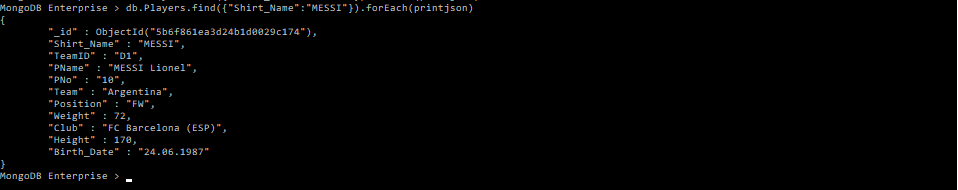 MongoDB Enterprise > db.Players.find({"Shirt_Name":"MESSI"}).forEach(printjson)
{
"_id" : ObjectId("5b6f861ea3d24b1d0029c174"),
"Shirt_Name" : "MESSI",
"TeamID" : "D1",
"PName" : "MESSI Lionel",
"PNo" : "10",
"Team" : "Argentina",
"Position" : "FW",
"Weight" : 72,
"Club" : "FC Barcelona (ESP)",
"Height" : 170,
"Birth_Date" : "24.06.1987"
}
MongoDB Enterprise >